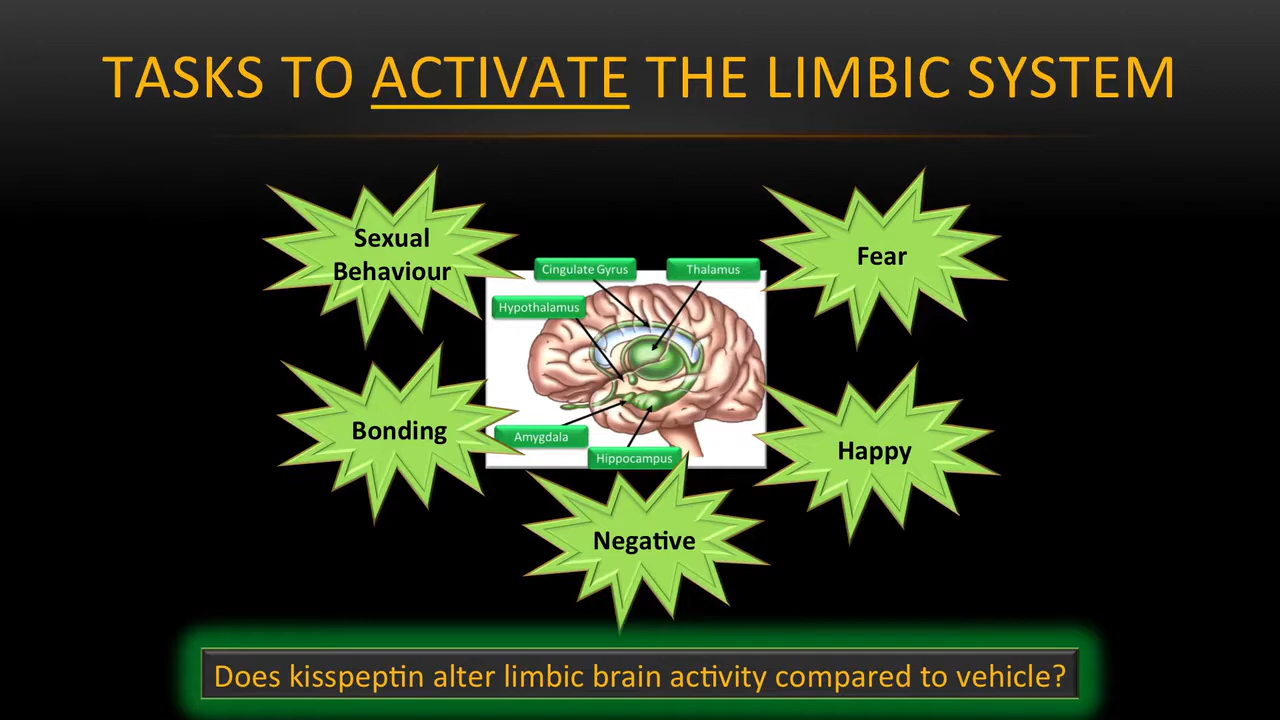 TASKS TO ACTIVATE THE LIMBIC SYSTEM
Sexual
Behaviour
Fear
Cingulate Gyrus
Thalamus
Hypothalamus
Bonding
Amygdala
Hippocampus
Happy
Negative
Does kisspeptin alter limbic brain activity compared to vehicle?